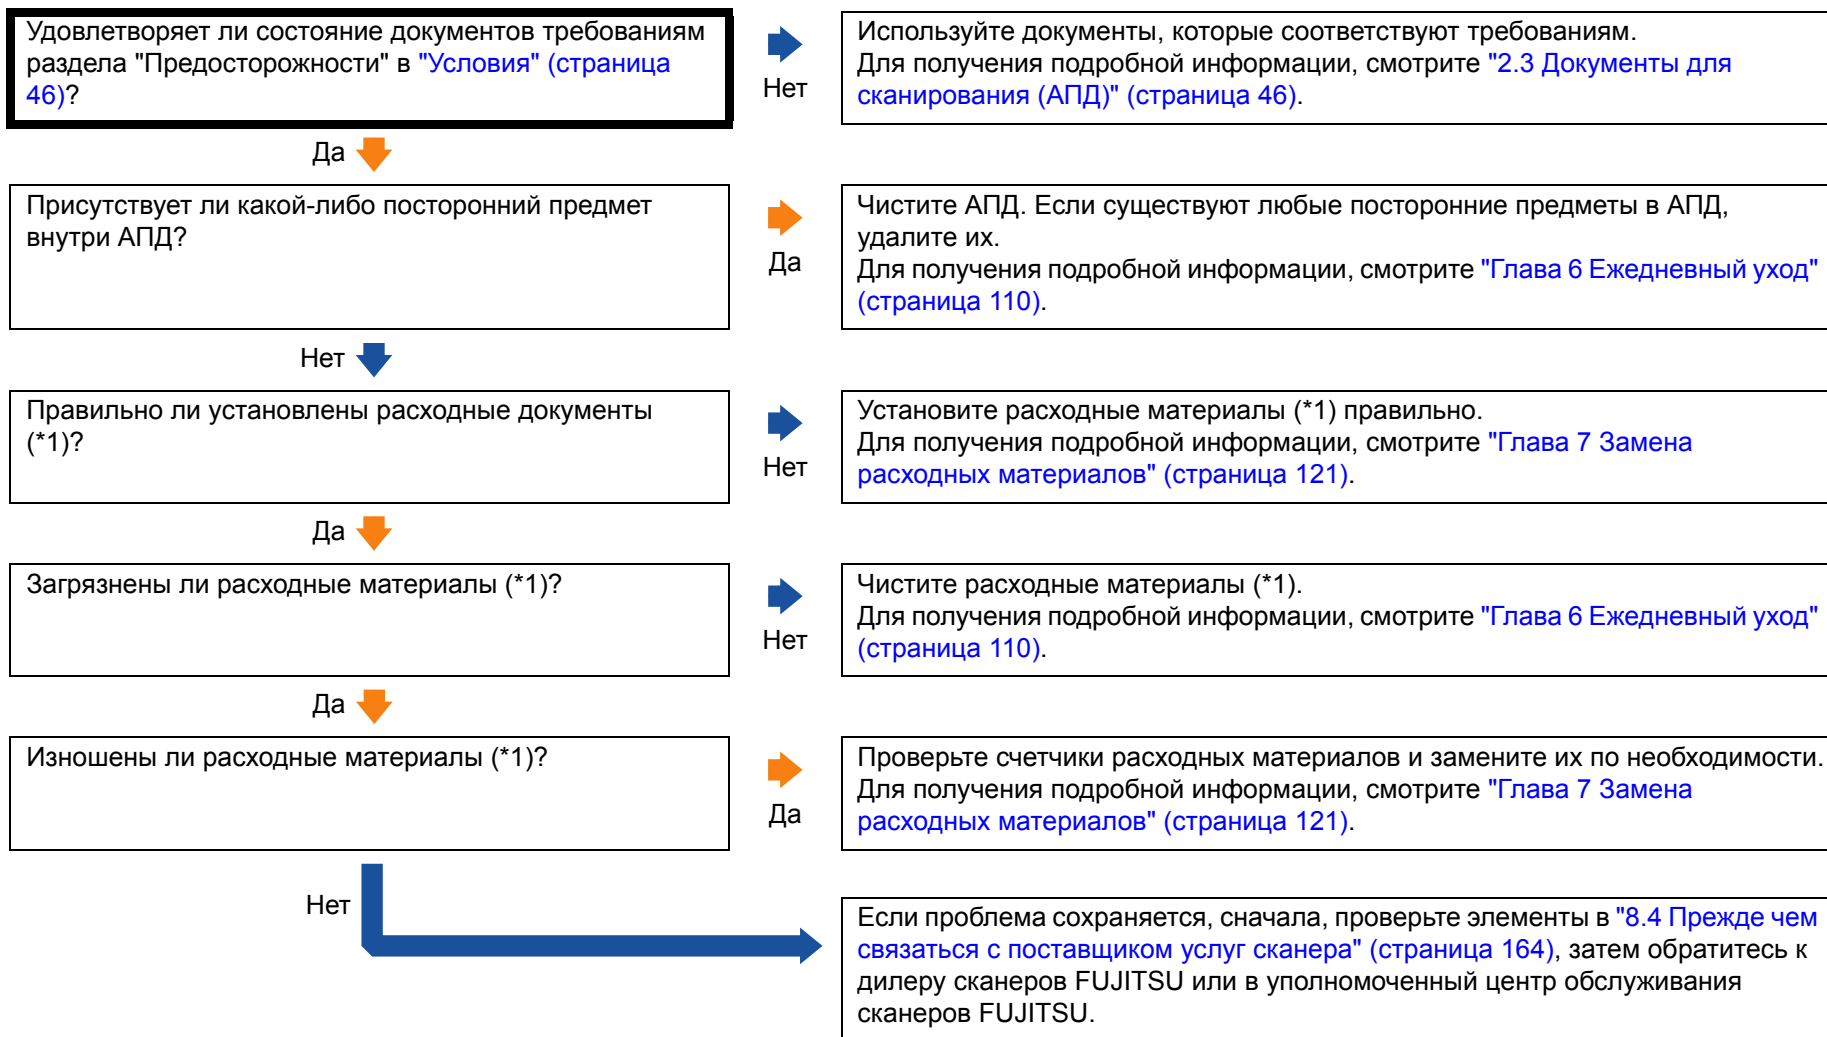 Удовлетворяет ли состояние документов требованиям
раздела "Предосторожности" в "Условия" (страница
46)?
Нет
Используйте документы, которые соответствуют требованиям.
Для получения подробной информации, смотрите "2.3 Документы для
сканирования (АПД)" (страница 46).
Да
Присутствует ли какой-либо посторонний предмет
внутри АПД?
Да
Чистите АПД. Если существуют любые посторонние предметы в АПД,
удалите их.
Для получения подробной информации, смотрите "Глава 6 Ежедневный уход"
(страница 110).
Нет
Правильно ли установлены расходные документы
(*1)?
Нет
Установите расходные материалы (*1) правильно.
Для получения подробной информации, смотрите "Глава 7 Замена
расходных материалов" (страница 121).
Да
Загрязнены ли расходные материалы (*1)?
Нет
Чистите расходные материалы (*1).
Для получения подробной информации, смотрите "Глава 6 Ежедневный уход"
(страница 110).
Да
Изношены ли расходные материалы (*1)?
Да
Проверьте счетчики расходных материалов и замените их по необходимости.
Для получения подробной информации, смотрите "Глава 7 Замена
расходных материалов" (страница 121).
Нет
Если проблема сохраняется, сначала, проверьте элементы в "8.4 Прежде чем
связаться с поставщиком услуг сканера" (страница 164), затем обратитесь к
дилеру сканеров FUJITSU или в уполномоченный центр обслуживания
сканеров FUJITSU.